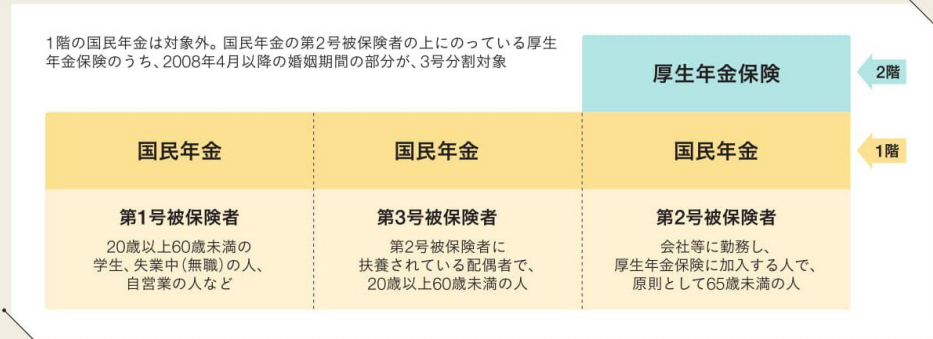 1階の国民年金は対象外。国民年金の第2号被保険者の上にのっている厚生
年金保険のうち、2008年4月以降の婚姻期間の部分が、3号分割対象
厚生年金保険
2階
国民年金
国民年金
国民年金
1階
第1号被保険者
20歳以上60歳未満の
学生、失業中(無職)の人、
自営業の人など
第3号被保険者
第2号被保険者に
扶養されている配偶者で、
20歳以上60歳未満の人
第2号被保険者
会社等に勤務し、
厚生年金保険に加入する人で、
原則として65歳未満の人